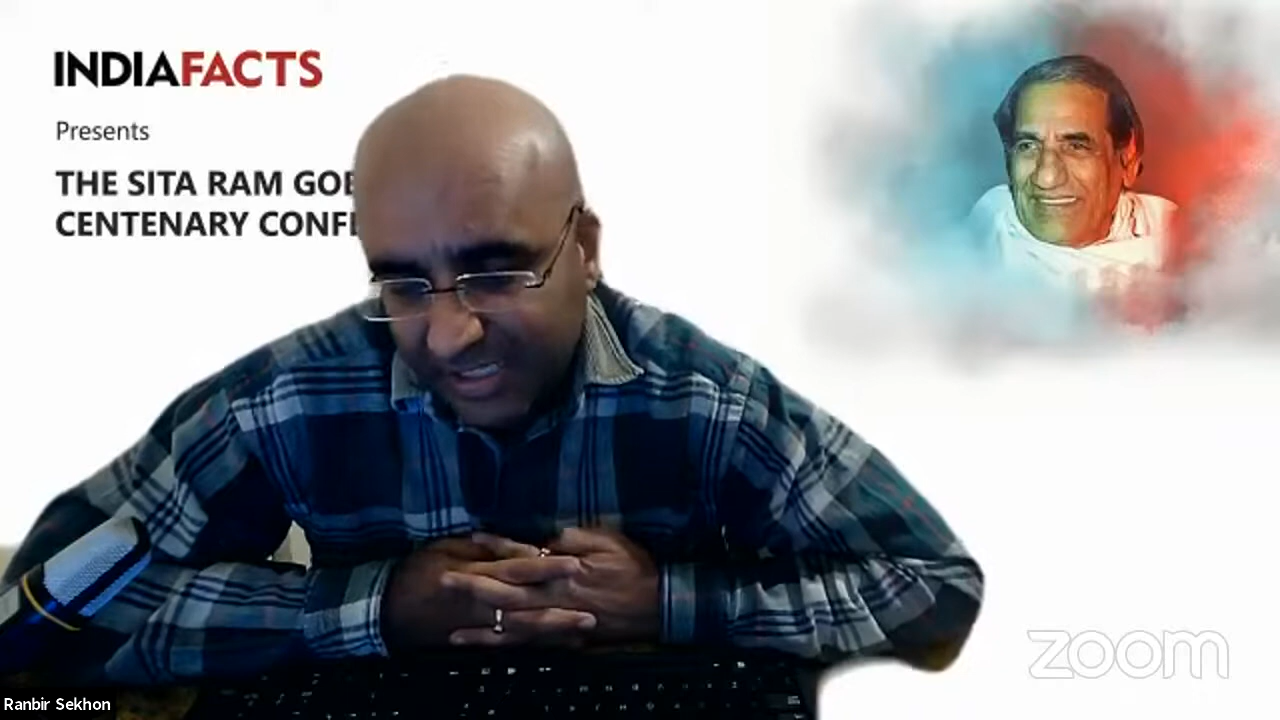 INDIAFACTS
Presents
THE SITA RAM GOE
CENTENARY CONF
zoom
Ranbir Sekhon